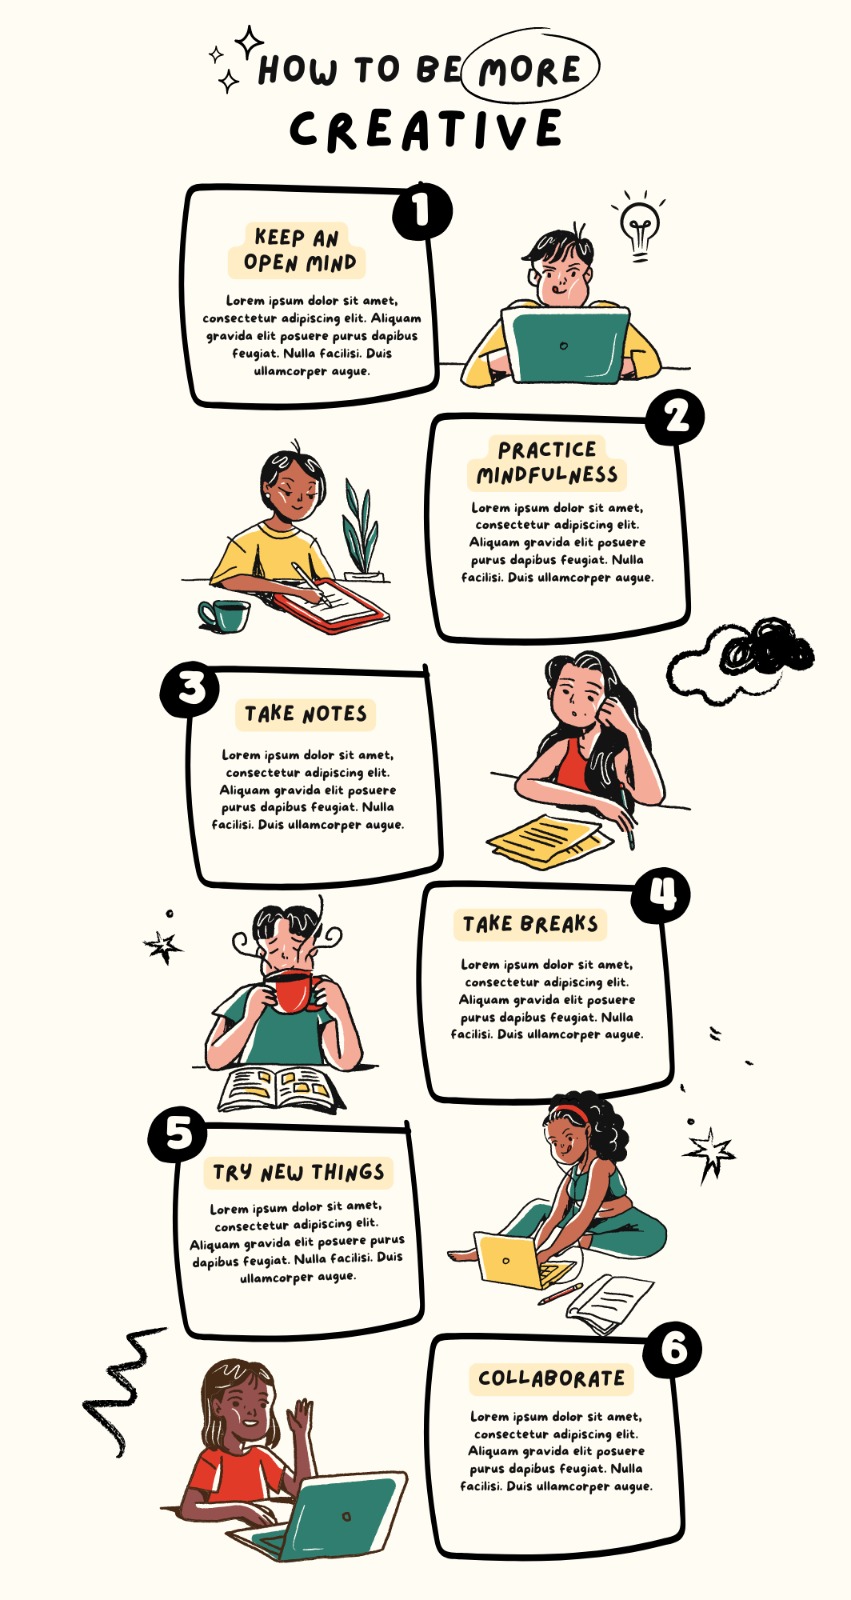 HOW TO BE MORE
CREATIVE
1
KEEP AN
OPEN MIND
Lorem ipsum dolor sit amet,
consectetur adipiscing elit. Aliquam
gravida elit posuere purus dapibus
feugiat. Nulla facilisi. Duis
ullamcorper augue.
2
PRACTICE
MINDFULNESS
Lorem ipsum dolor sit amet,
consectetur adipiscing elit.
Aliquam gravida elit posuere
purus dapibus feugiat. Nulla
facilisi. Duis ullamcorper augue.
3
TAKE NOTES
Lorem ipsum dolor sit amet,
consectetur adipiscing elit.
Aliquam gravida elit posuere
purus dapibus feugiat. Nulla
facilisi. Duis ullamcorper augue.
4
TAKE BREAKS
Lorem ipsum dolor sit amet,
consectetur adipiscing elit.
Aliquam gravida elit posuere
purus dapibus feugiat. Nulla
facilisi. Duis ullamcorper augue.
5
TRY NEW THINGS
Lorem ipsum dolor sit amet,
consectetur adipiscing elit.
Aliquam gravida elit posuere purus
dapibus feugiat. Nulla facilisi. Duis
ullamcorper augue.
6
COLLABORATE
Lorem ipsum dolor sit amet,
consectetur adipiscing elit.
Aliquam gravida elit posuere
purus dapibus feugiat. Nulla
facilisi. Duis ullamcorper augue.